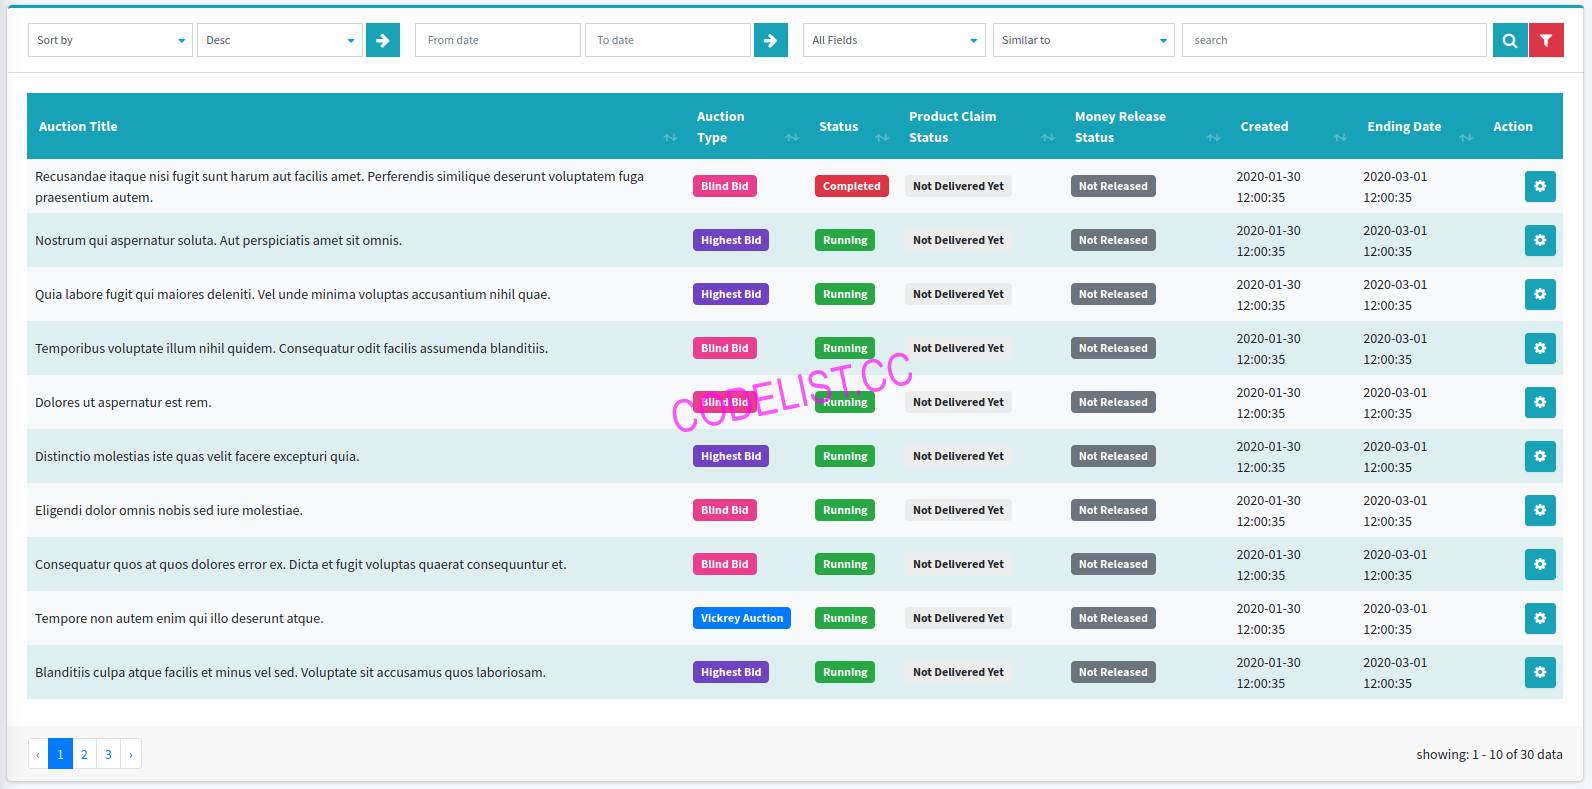 Sort by Desc From date To date All Fields Similar to search
Auction Title Auction Type Status Product Claim Status Money Release Status Created Ending Date Action
Recusandae itaque nisi fugit sunt harum aut facilis amet. Perferendis similique deserunt voluptatem fuga
praesentium autem. Blind Bid Completed Not Delivered Yet Not Released 2020-01-30 12:00:35 2020-03-01 12:00:35
Nostrum qui aspernatur soluta. Aut perspiciatis amet sit omnis. Highest Bid Running Not Delivered Yet Not Released 2020-01-30 12:00:35 2020-03-01 12:00:35
Quia labore fugit qui maiores deleniti. Vel unde minima voluptas accusantium nihil quae. Highest Bid Running Not Delivered Yet Not Released 2020-01-30 12:00:35 2020-03-01 12:00:35
Temporibus voluptate illum nihil quidem. Consequatur odit facilis assumenda blanditiis. Blind Bid Running Not Delivered Yet Not Released 2020-01-30 12:00:35 2020-03-01 12:00:35
CODELIST.CC
Dolores ut aspernatur est rem. Blind Bid Running Not Delivered Yet Not Released 2020-01-30 12:00:35 2020-03-01 12:00:35
Distinctio molestias iste quas velit facere excepturi quia. Highest Bid Running Not Delivered Yet Not Released 2020-01-30 12:00:35 2020-03-01 12:00:35
Eligendi dolor omnis nobis sed iure molestiae. Blind Bid Running Not Delivered Yet Not Released 2020-01-30 12:00:35 2020-03-01 12:00:35
Consequatur quos at quos dolores error ex. Dicta et fugit voluptas quaerat consequuntur et. Blind Bid Running Not Delivered Yet Not Released 2020-01-30 12:00:35 2020-03-01 12:00:35
Tempore non autem enim qui illo deserunt atque. Vickrey Auction Running Not Delivered Yet Not Released 2020-01-30 12:00:35 2020-03-01 12:00:35
Blanditiis culpa atque facilis et minus vel sed. Voluptate sit accusamus quos laboriosam. Highest Bid Running Not Delivered Yet Not Released 2020-01-30 12:00:35 2020-03-01 12:00:35
‹ 1 2 3 › showing: 1 - 10 of 30 data